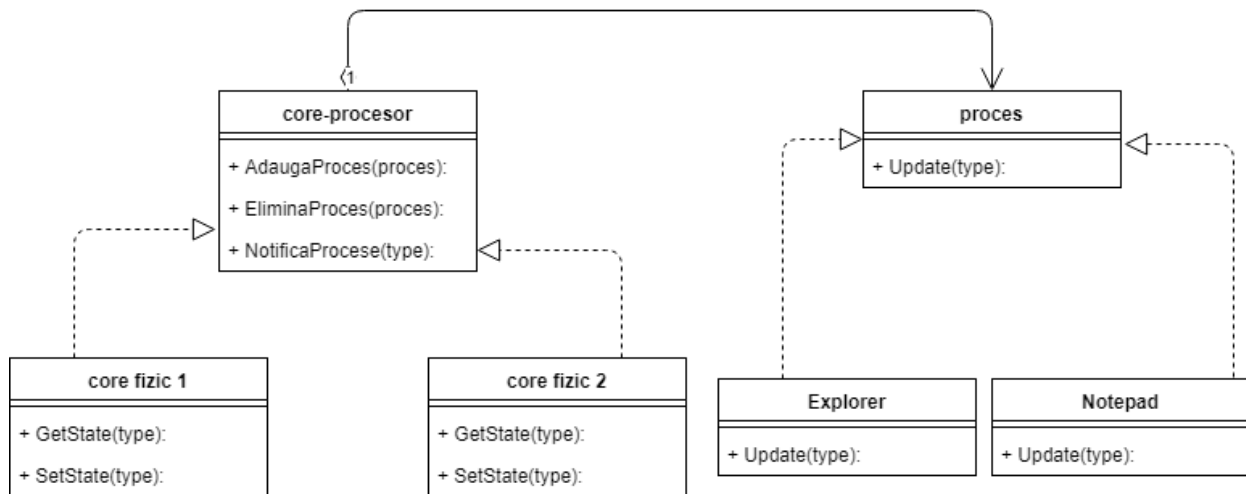 1
core-procesor
+ AdaugaProces(proces):
+ EliminaProces(proces):
+ NotificaProcese(type):
proces
+ Update(type):
core fizic 1
+ GetState(type):
+ SetState(type):
core fizic 2
+ GetState(type):
+ SetState(type):
Explorer
+ Update(type):
Notepad
+ Update(type):